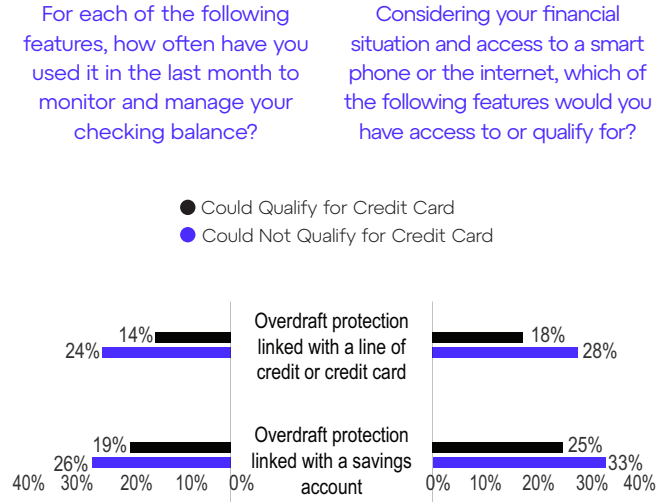 For each of the following
features, how often have you
used it in the last month to
monitor and manage your
checking balance?
Considering your financial
situation and access to a smart
phone or the internet, which of
the following features would you
have access to or qualify for?
Could Qualify for Credit Card
Could Not Qualify for Credit Card
14%
24%
Overdraft protection
linked with a line of
credit or credit card
18%
28%
19%
26%
Overdraft protection
linked with a savings
account
25%
33%
40% 30% 20% 10% 0%
0% 10% 20% 30% 40%